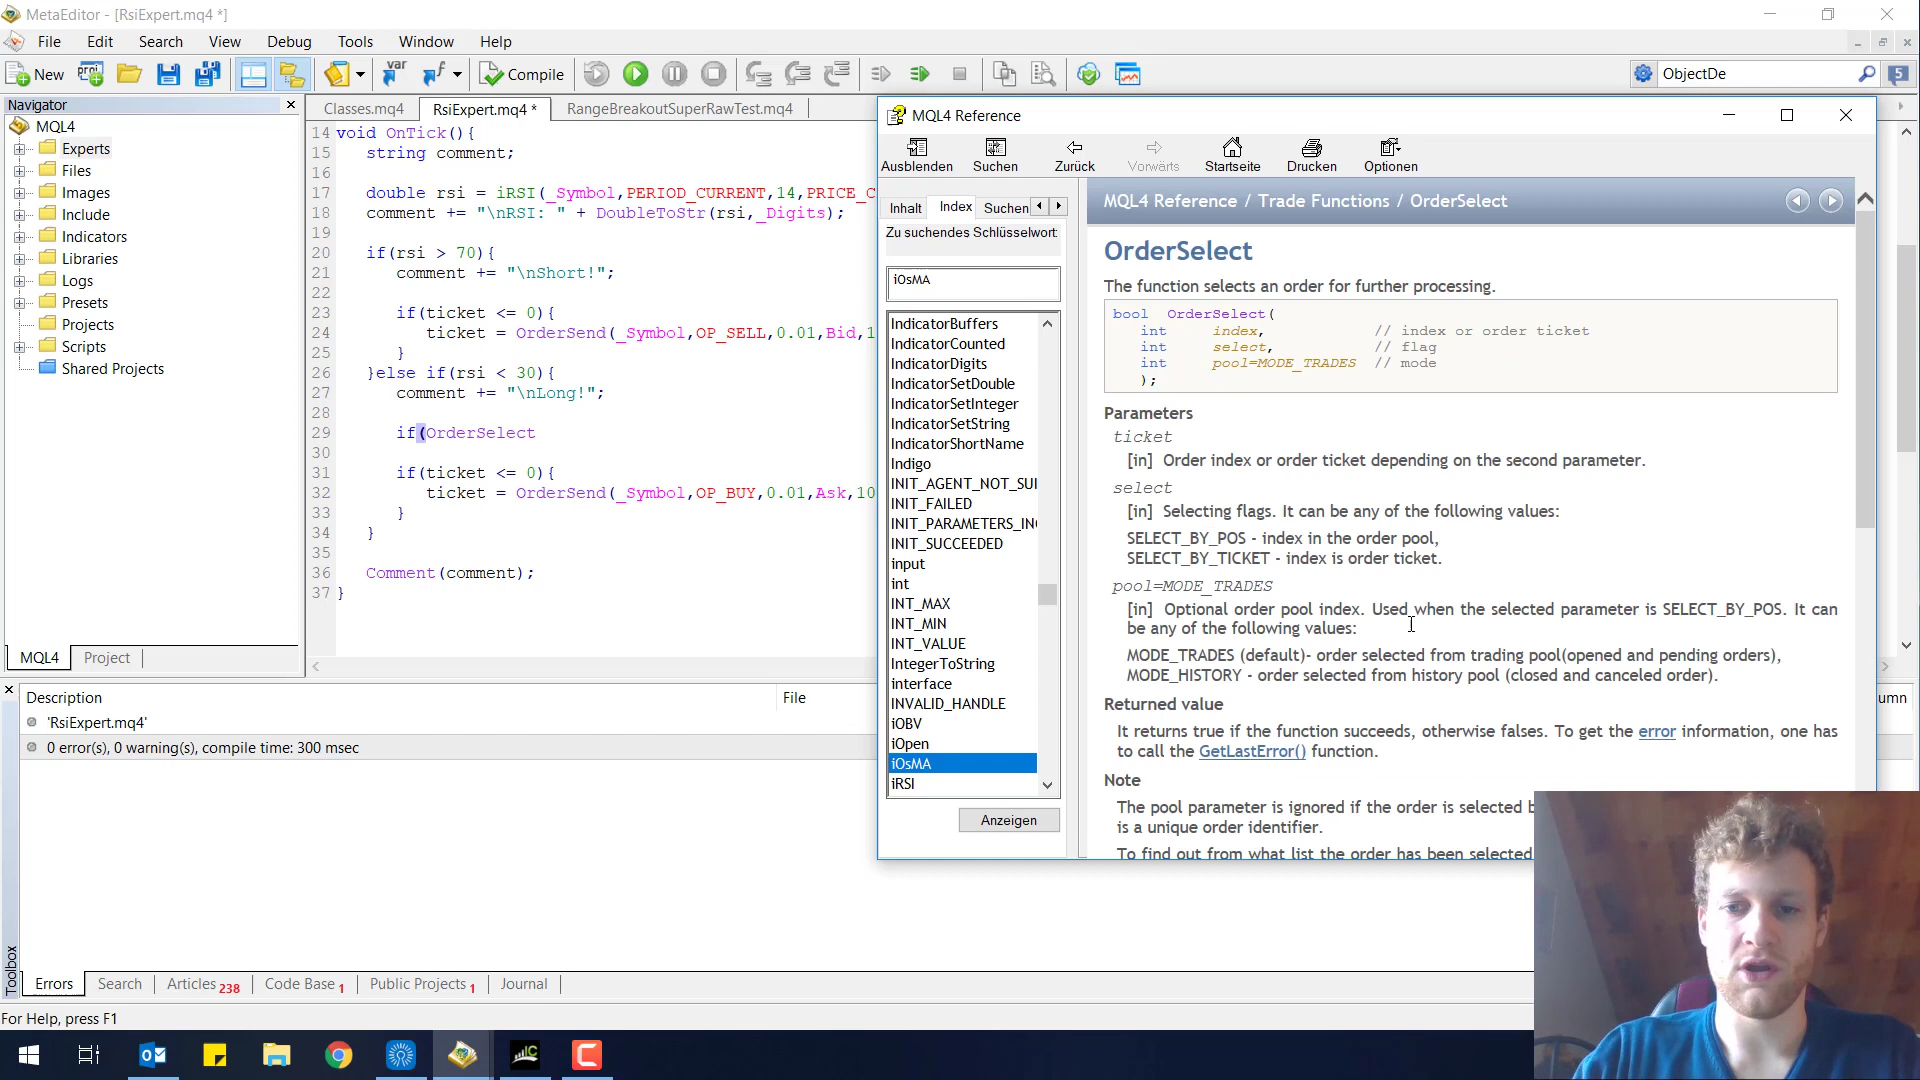 MetaEditor - [RsiExpert.mq4 *]
File Edit Search View Debug Tools Window Help
New Compile ObjectDe 5
Navigator
MQL4
Experts
Files
Images
Include
Indicators
Libraries
Logs
Presets
Projects
Scripts
Shared Projects
MQL4 Project
Classes.mq4 RsiExpert.mq4 * RangeBreakoutSuperRawTest.mq4
14 void OnTick(){
15 string comment;
16
17 double rsi = iRSI(_Symbol,PERIOD_CURRENT,14,PRICE_C
18 comment += "\nRSI: " + DoubleToStr(rsi,_Digits);
19
20 if(rsi > 70){
21 comment += "\nShort!";
22
23 if(ticket <= 0){
24 ticket = OrderSend(_Symbol,OP_SELL,0.01,Bid,1
25 }
26 }else if(rsi < 30){
27 comment += "\nLong!";
28
29 if(OrderSelect
30
31 if(ticket <= 0){
32 ticket = OrderSend(_Symbol,OP_BUY,0.01,Ask,10
33 }
34 }
35
36 Comment(comment);
37 }
MQL4 Reference
Ausblenden Suchen Zurück Vorwärts Startseite Drucken Optionen
Inhalt Index Suchen
Zu suchendes Schlüsselwort
iOsMA
IndicatorBuffers
IndicatorCounted
IndicatorDigits
IndicatorSetDouble
IndicatorSetInteger
IndicatorSetString
IndicatorShortName
Indigo
INIT_AGENT_NOT_SUI
INIT_FAILED
INIT_PARAMETERS_IN
INIT_SUCCEEDED
input
int
INT_MAX
INT_MIN
INT_VALUE
IntegerToString
interface
INVALID_HANDLE
iOBV
iOpen
iOsMA
iRSI
Anzeigen
MQL4 Reference / Trade Functions / OrderSelect
OrderSelect
The function selects an order for further processing.
bool OrderSelect(
int index, // index or order ticket
int select, // flag
int pool=MODE_TRADES // mode
);
Parameters
ticket
[in] Order index or order ticket depending on the second parameter.
select
[in] Selecting flags. It can be any of the following values:
SELECT_BY_POS - index in the order pool,
SELECT_BY_TICKET - index is order ticket.
pool=MODE_TRADES
[in] Optional order pool index. Used when the selected parameter is SELECT_BY_POS. It can
be any of the following values:
MODE_TRADES (default)- order selected from trading pool(opened and pending orders),
MODE_HISTORY - order selected from history pool (closed and canceled order).
Returned value
It returns true if the function succeeds, otherwise falses. To get the error information, one has
to call the GetLastError() function.
Note
The pool parameter is ignored if the order is selected
is a unique order identifier.
To find out from what list the order has been selected
Description File umn
'RsiExpert.mq4'
0 error(s), 0 warning(s), compile time: 300 msec
Toolbox
Errors Search Articles 238 Code Base 1 Public Projects 1 Journal
For Help, press F1